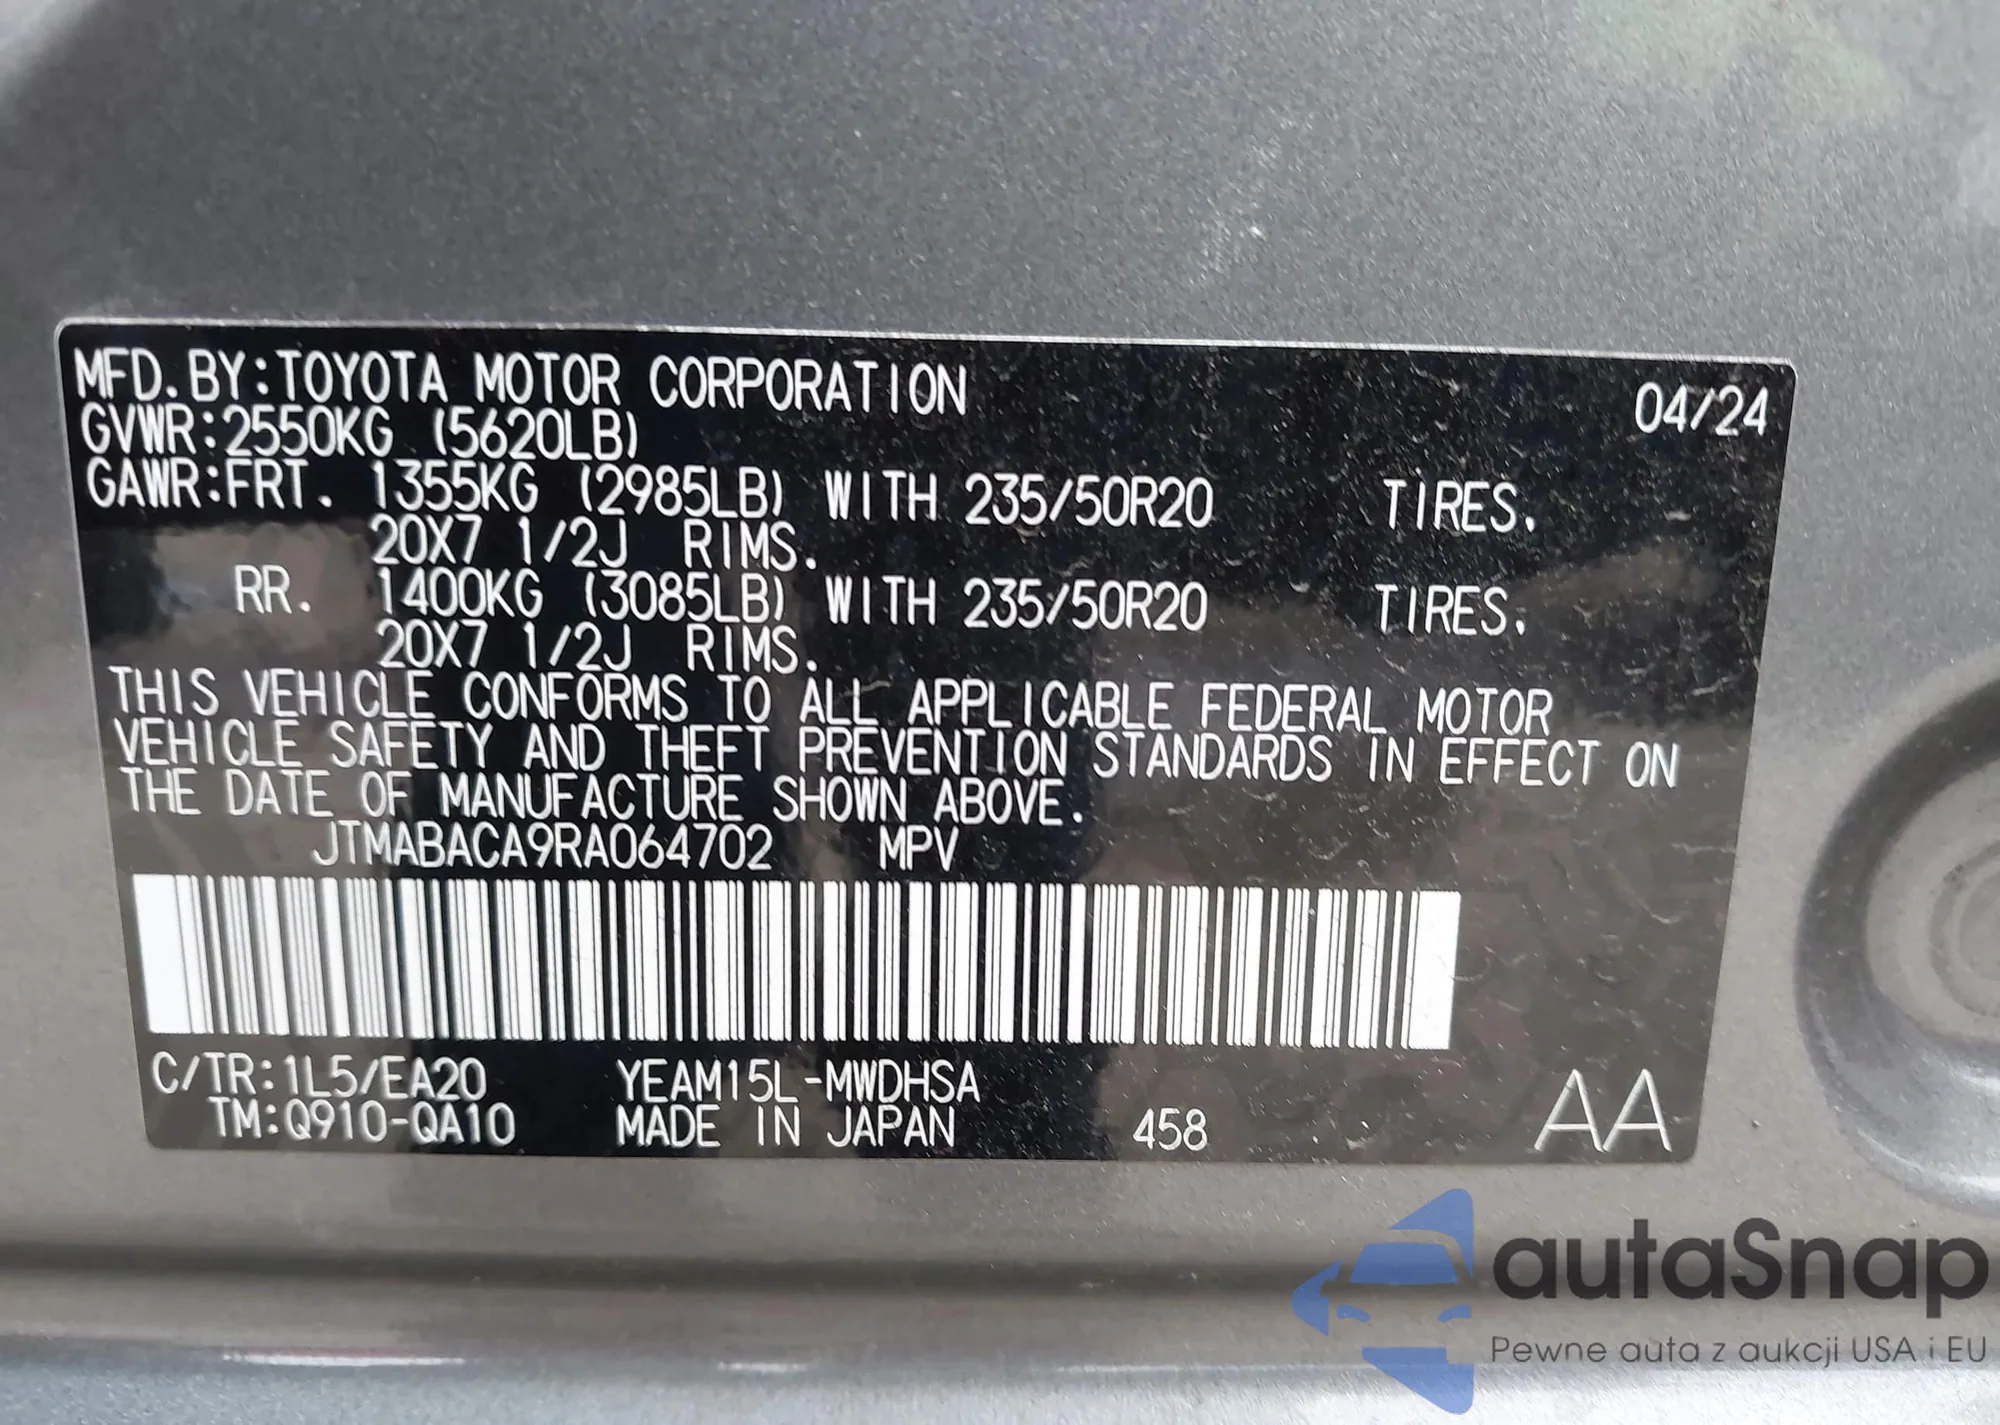 MFD.BY:TOYOTA MOTOR CORPORATION 04/24
GVWR:2550KG (5620LB)
GAWR:FRT. 1355KG (2985LB) WITH 235/50R20 TIRES.
20X7 1/2J RIMS.
RR. 1400KG (3085LB) WITH 235/50R20 TIRES.
20X7 1/2J RIMS.
THIS VEHICLE CONFORMS TO ALL APPLICABLE FEDERAL MOTOR
VEHICLE SAFETY AND THEFT PREVENTION STANDARDS IN EFFECT ON
THE DATE OF MANUFACTURE SHOWN ABOVE.
JTMABACA9RA064702 MPV
C/TR:1L5/EA20 YEAM15L-MWDHSA
TM:Q910-QA10 MADE IN JAPAN 458 AA
autaSnap
Pewne auta z aukcji USA i EU